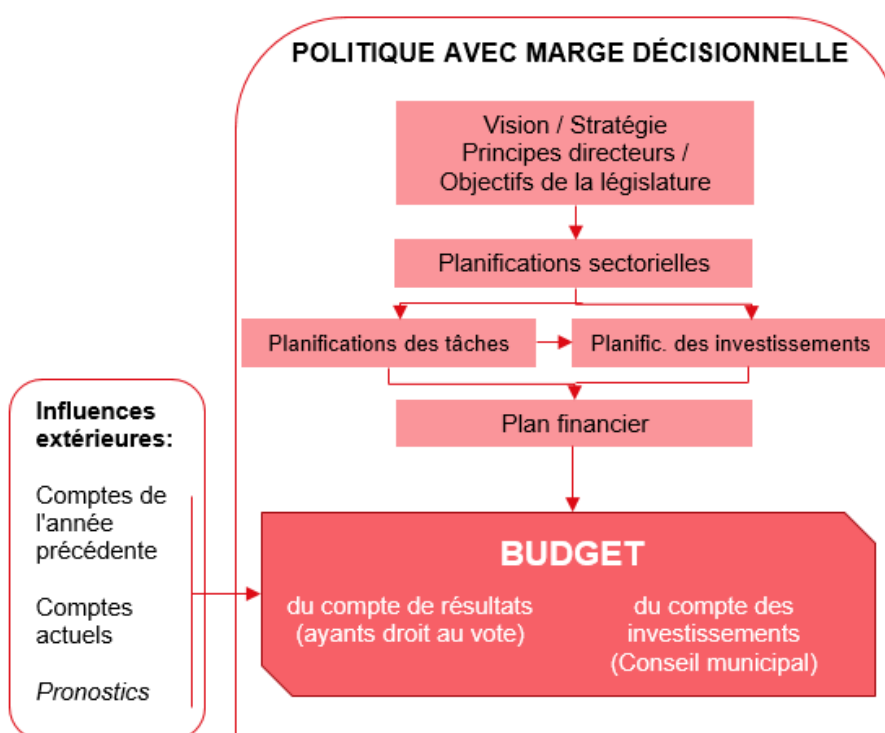 POLITIQUE AVEC MARGE DÉCISIONNELLE
Vision / Stratégie
Principes directeurs /
Objectifs de la législature
Planifications sectorielles
Planifications des tâches
Planific. des investissements
Plan financier
Influences
extérieures:
Comptes de
l'année
précédente
Comptes
actuels
Pronostics
BUDGET
du compte de résultats
(ayants droit au vote)
du compte des
investissements
(Conseil municipal)